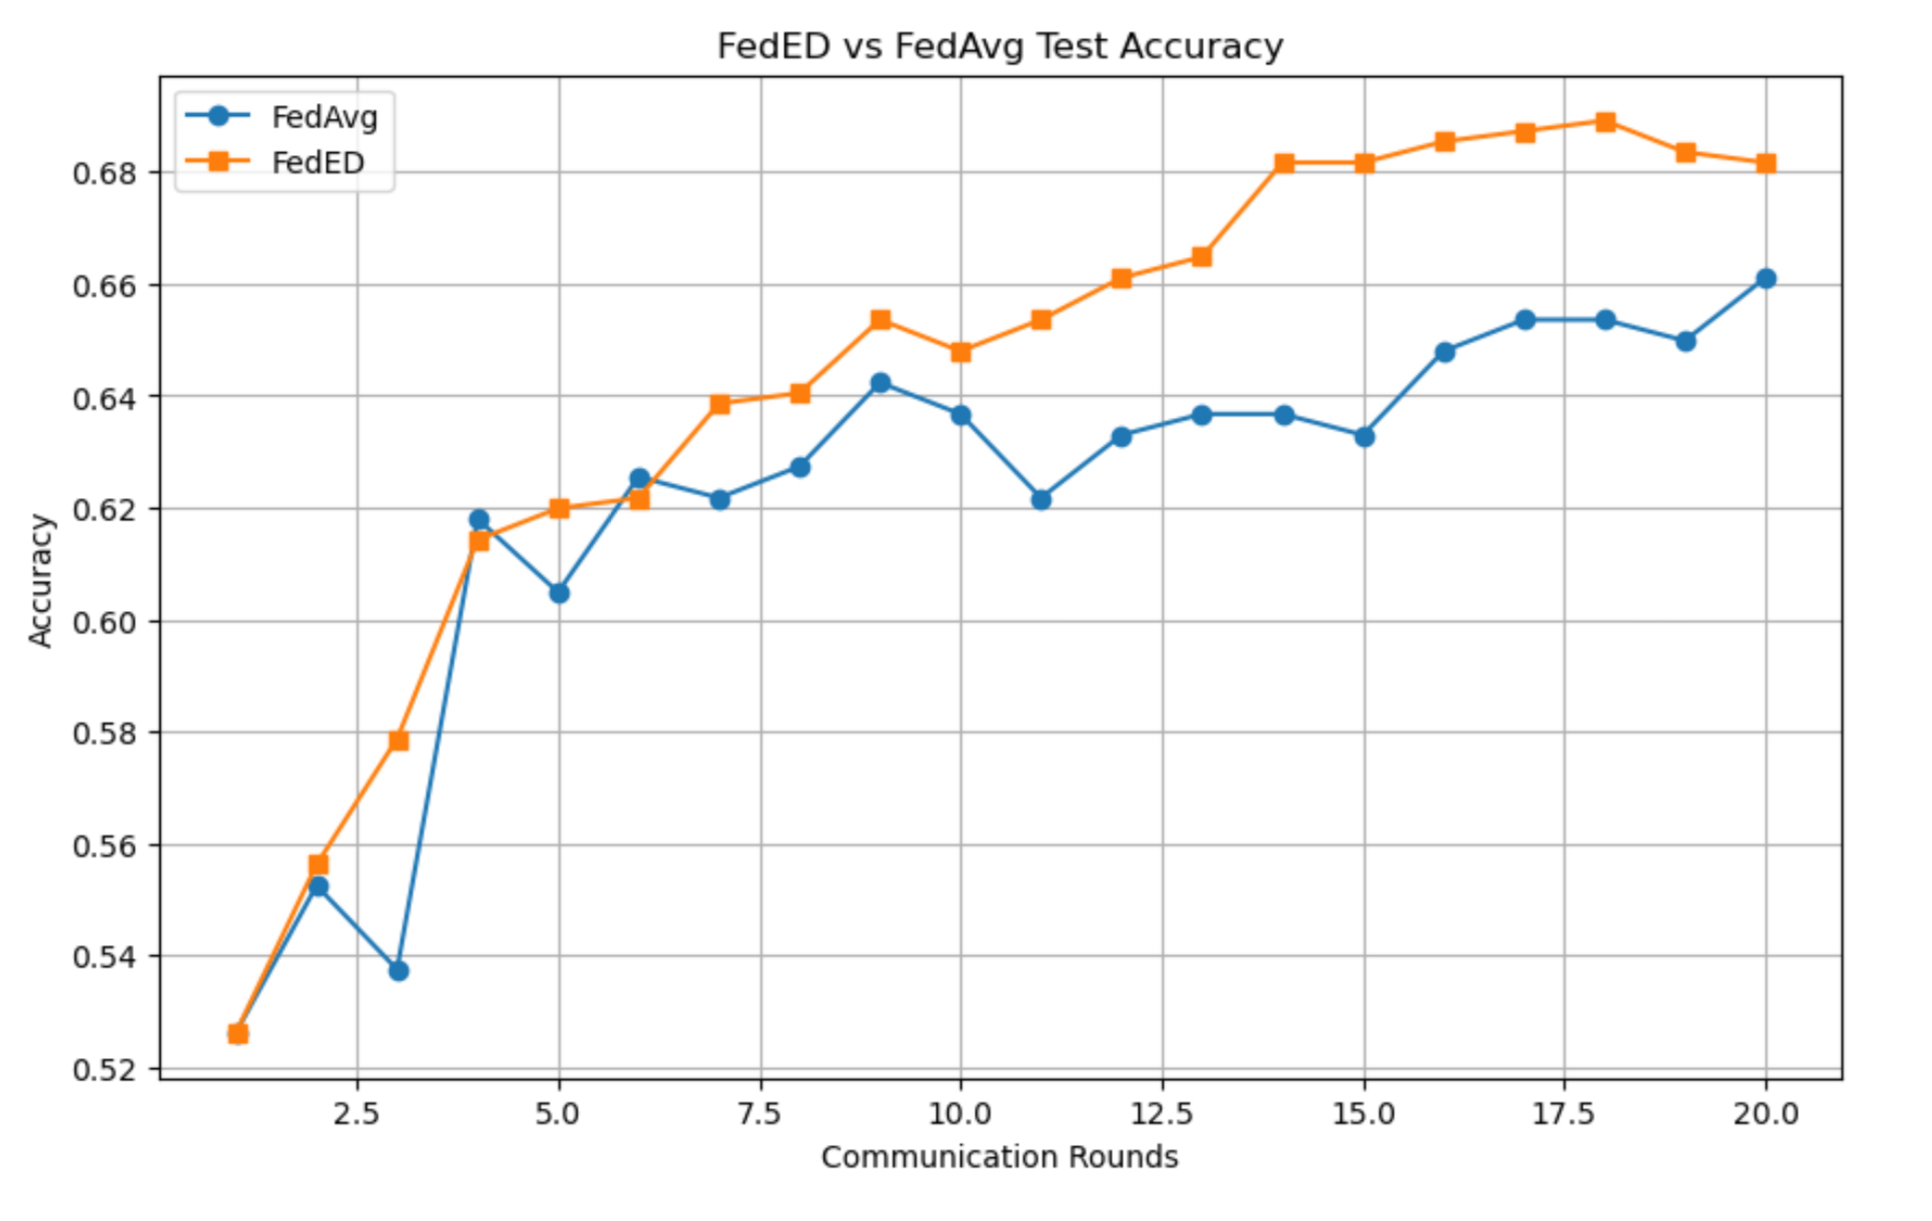 FedED vs FedAvg Test Accuracy
FedAvg
FedED
0.68
0.66
0.64
0.62
0.60
0.58
0.56
0.54
0.52
Accuracy
2.5 5.0 7.5 10.0 12.5 15.0 17.5 20.0
Communication Rounds